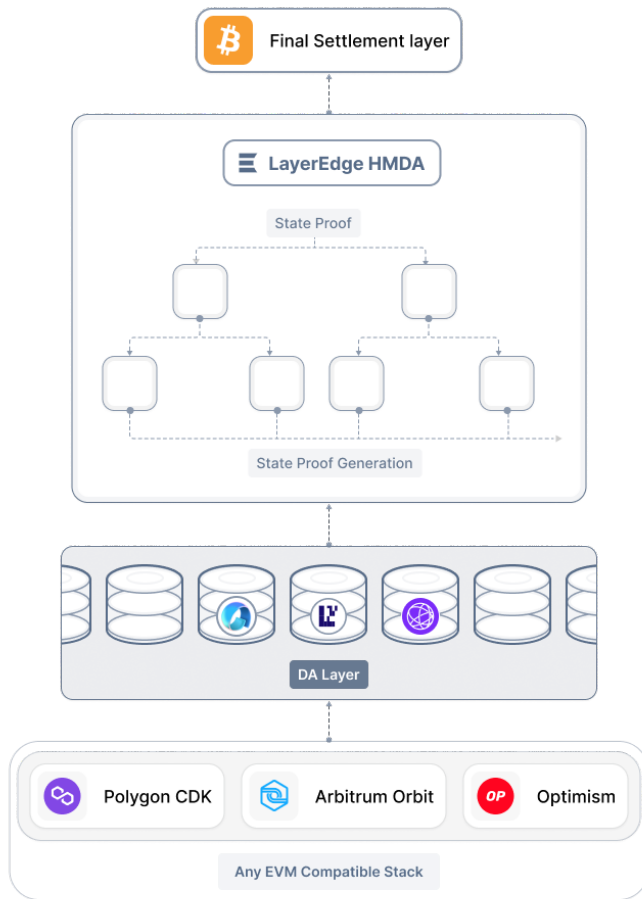 Final Settlement layer
LayerEdge HMDA
State Proof
State Proof Generation
DA Layer
Polygon CDK
Arbitrum Orbit
OP
Optimism
Any EVM Compatible Stack